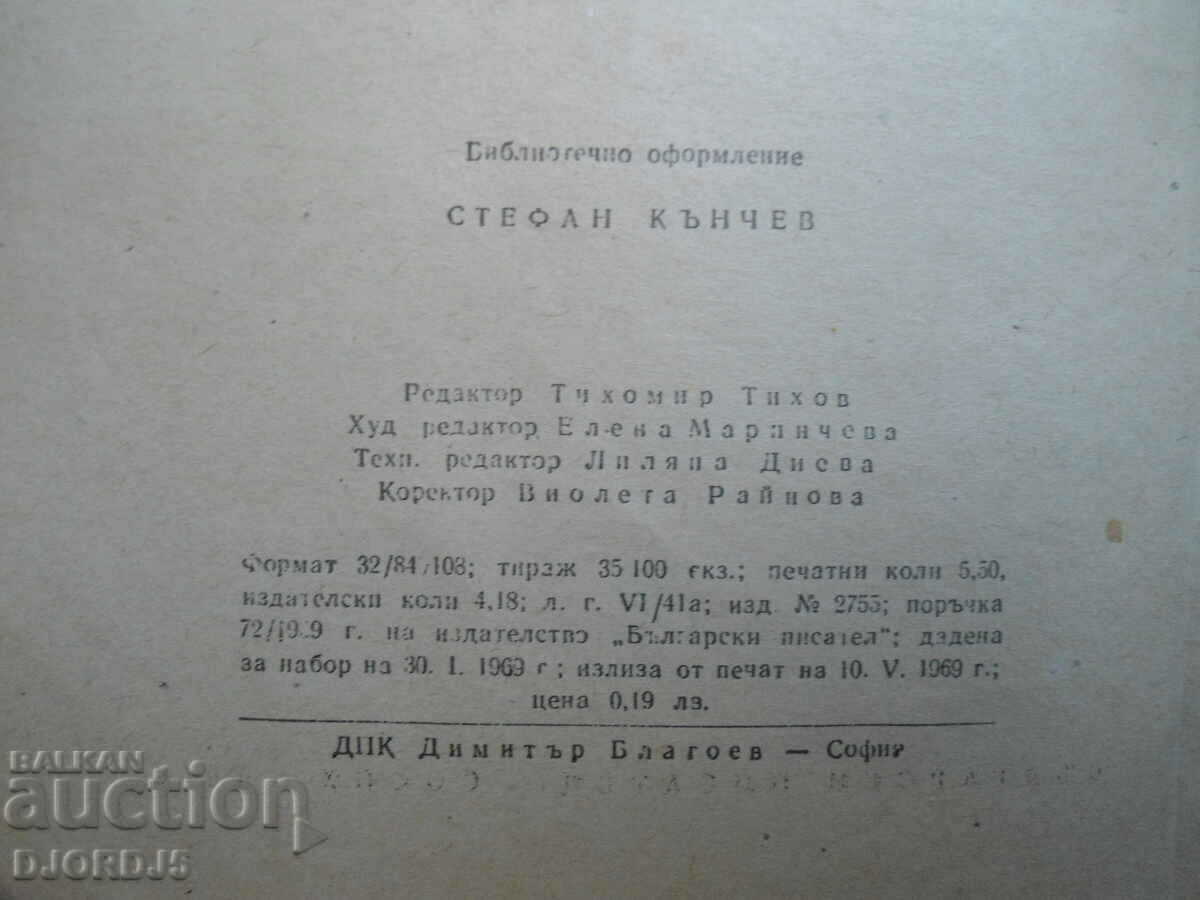 Библиотечно оформление
СТЕФАН КЪНЧЕВ
Редактор Тихомир Тихов
Худ редактор Елена Маринчева
Техн. редактор Лиляна Диева
Коректор Виолета Райнова
Формат 32/84/108; тираж 35 100 екз.; печатни коли 5,50,
издателски коли 4,18; л. г. VI/41а; изд. № 2755; поръчка
72/1969 г. на издателство „Български писател“; дадена
за набор на 30. I. 1969 г; излиза от печат на 10. V. 1969 г.;
цена 0,19 лв.
ДПК Димитър Благоев — София
BALKAN
auction
DJORDJ5